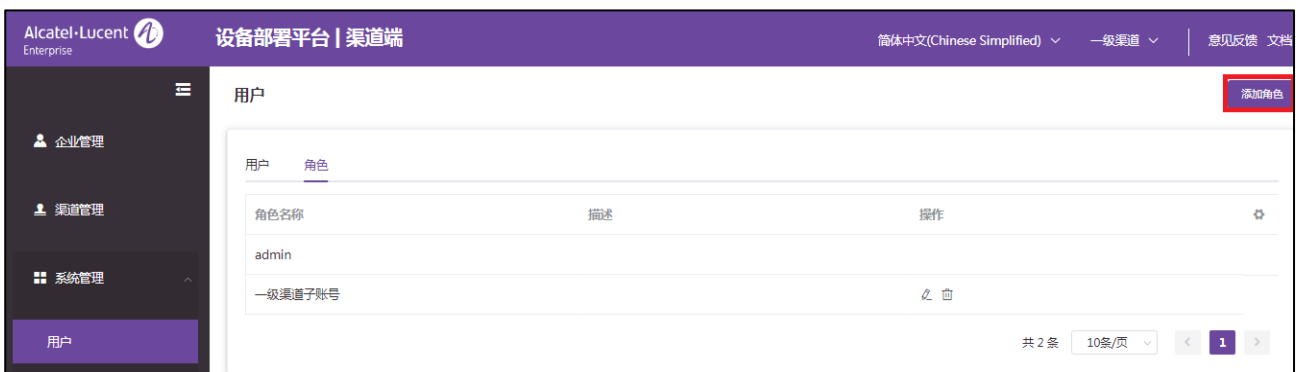 Alcatel·Lucent
Enterprise
设备部署平台 | 渠道端
简体中文(Chinese Simplified)
一级渠道
意见反馈 文档
用户
添加角色
企业管理
渠道管理
系统管理
用户
用户 角色
角色名称 描述 操作
admin
一级渠道子账号
共 2 条 10条/页 < 1 >